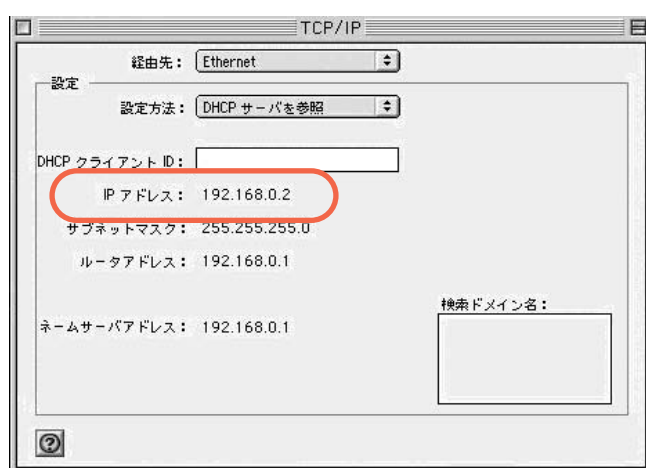 TCP/IP
経由先： Ethernet
設定
設定方法： DHCP サーバを参照
DHCP クライアント ID：
IP アドレス： 192.168.0.2
サブネットマスク： 255.255.255.0
ルータアドレス： 192.168.0.1
検索ドメイン名：
ネームサーバアドレス： 192.168.0.1
?